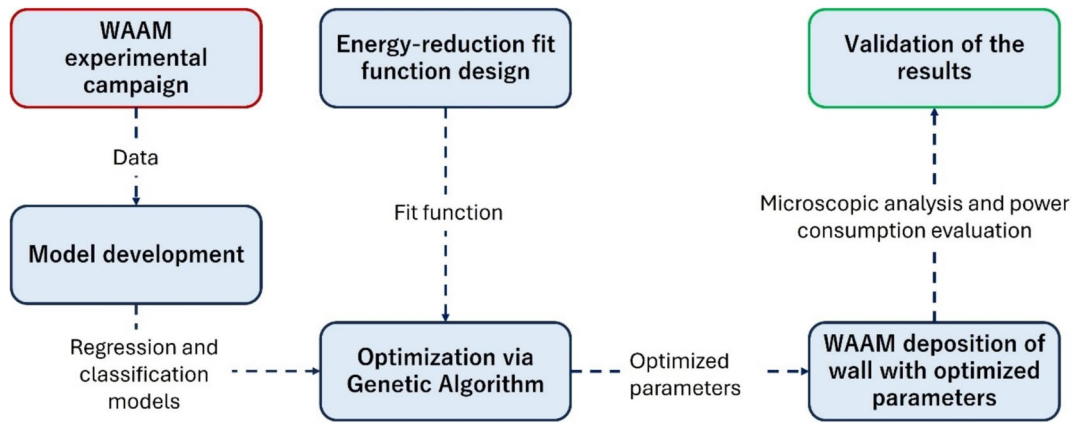 WAAM
experimental
campaign
Data
Model development
Regression and
classification
models
Energy-reduction fit
function design
Fit function
Optimization via
Genetic Algorithm
Optimized
parameters
WAAM deposition of
wall with optimized
parameters
Microscopic analysis and power
consumption evaluation
Validation of the
results